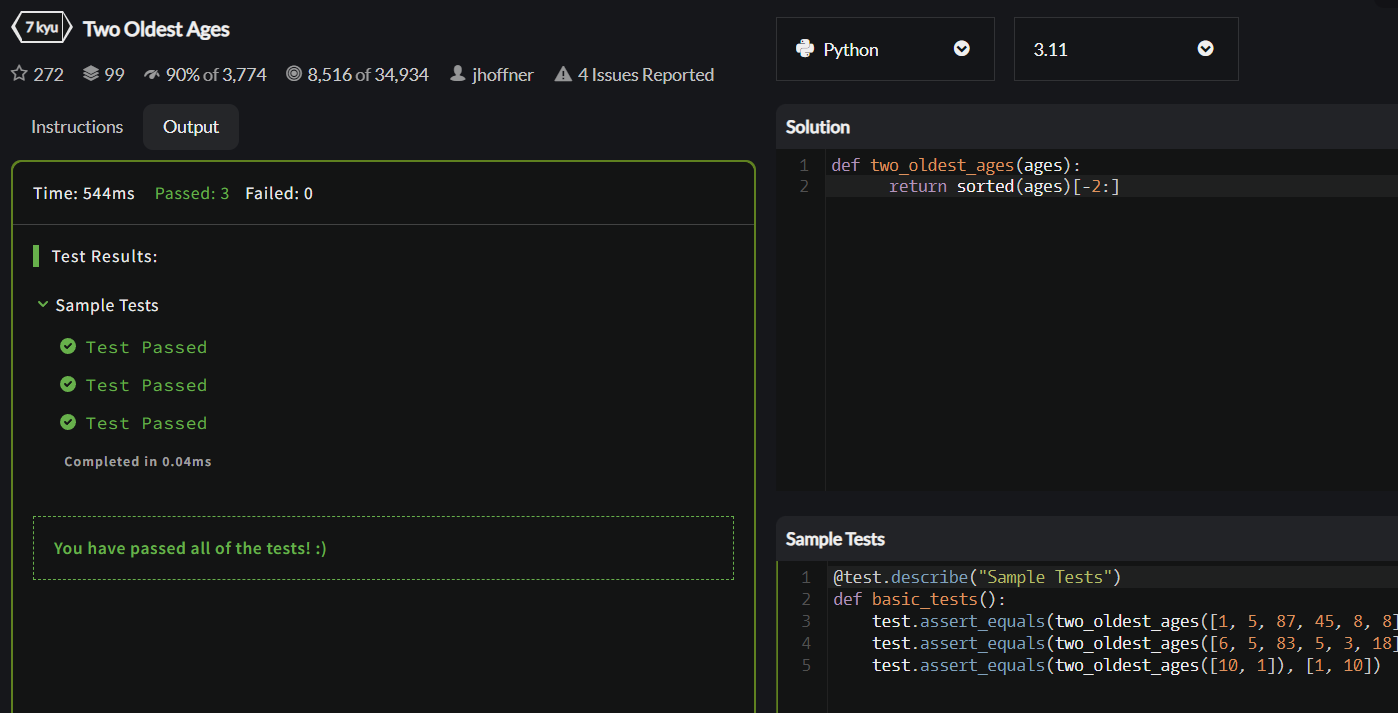 7 kyu Two Oldest Ages
272 99 90% of 3,774 8,516 of 34,934 jhoffner 4 Issues Reported
Instructions Output
Time: 544ms Passed: 3 Failed: 0
Test Results:
Sample Tests
Test Passed
Test Passed
Test Passed
Completed in 0.04ms
You have passed all of the tests! :)
Python 3.11
Solution
1 def two_oldest_ages(ages):
2 return sorted(ages)[-2:]
Sample Tests
1 @test.describe("Sample Tests")
2 def basic_tests():
3 test.assert_equals(two_oldest_ages([1, 5, 87, 45, 8, 8]
4 test.assert_equals(two_oldest_ages([6, 5, 83, 5, 3, 18]
5 test.assert_equals(two_oldest_ages([10, 1]), [1, 10])